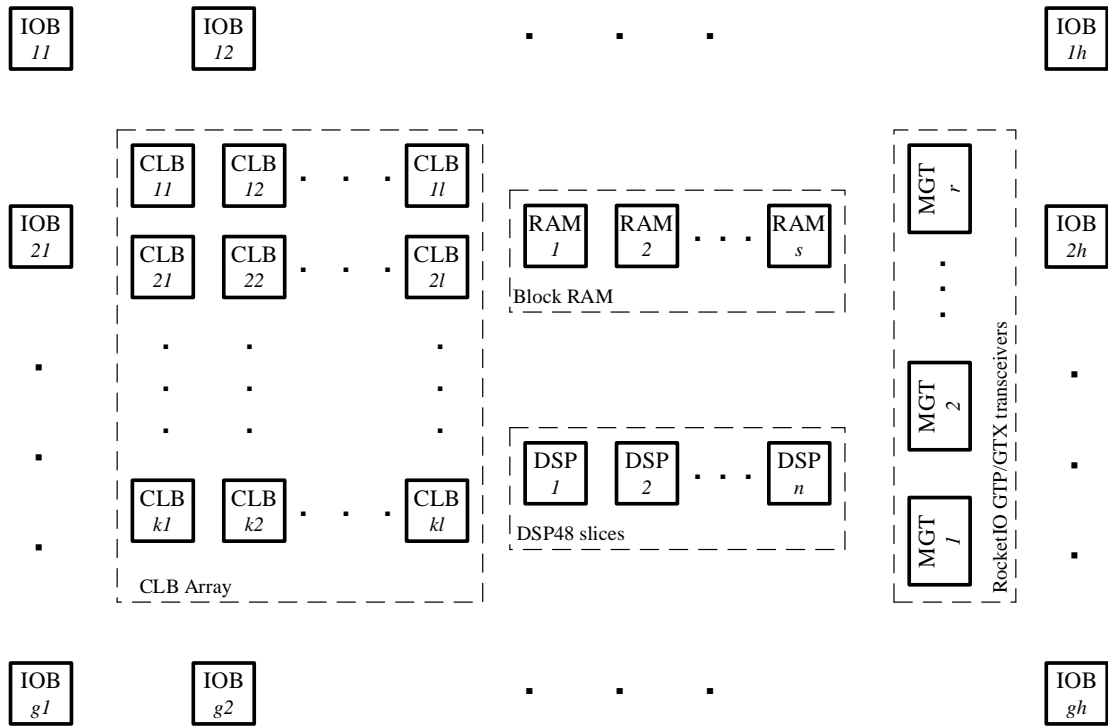 IOB
11
IOB
12
IOB
1h
CLB
11
CLB
12
CLB
1l
MGT
r
IOB
21
CLB
21
CLB
22
CLB
2l
RAM
1
RAM
2
RAM
s
Block RAM
IOB
2h
MGT
2
CLB
k1
CLB
k2
CLB
kl
CLB Array
DSP
1
DSP
2
DSP
n
DSP48 slices
MGT
1
RocketIO GTP/GTX transceivers
IOB
g1
IOB
g2
IOB
gh